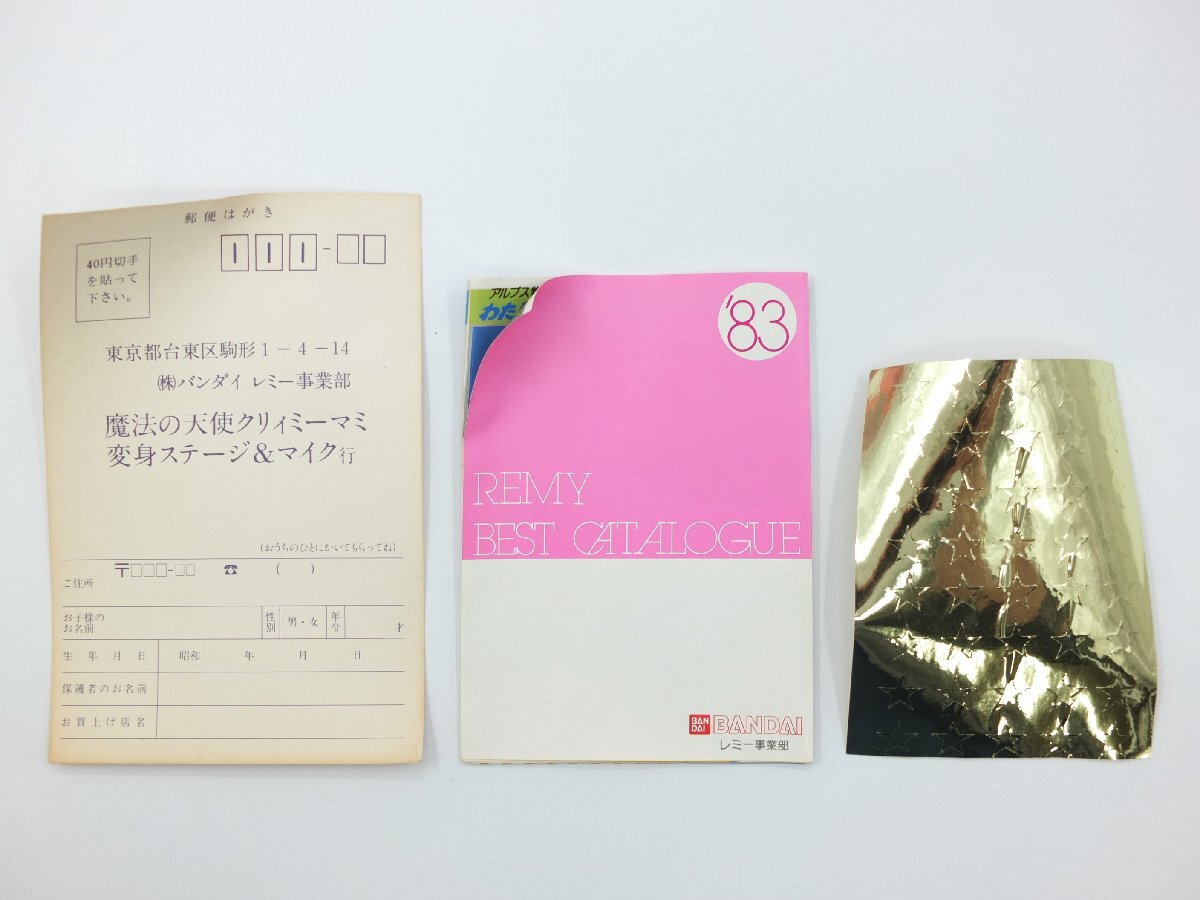 郵便はがき
40円切手
を貼って
下さい。
111-□□
東京都台東区駒形1-4-14
㈱バンダイ レミー事業部
魔法の天使クリィミーマミ
変身ステージ&マイク行
(おうちのひとにかいてもらってね)
ご住所
〒□□□-□□ ☎ ( )
お子様の
お名前
性別
男・女
年令
才
生年月日
昭和 年 月 日
保護者のお名前
お買上げ店名
アルプス
わた
'83
REMY
BEST CATALOGUE
BAN
DAI
BANDAI
レミー事業部